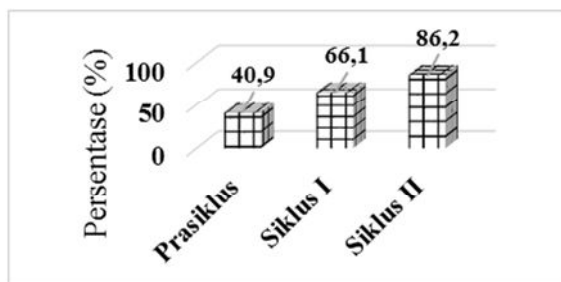 Persentase (%)
100
50
0
40,9
66,1
86,2
Prasiklus
Siklus I
Siklus II